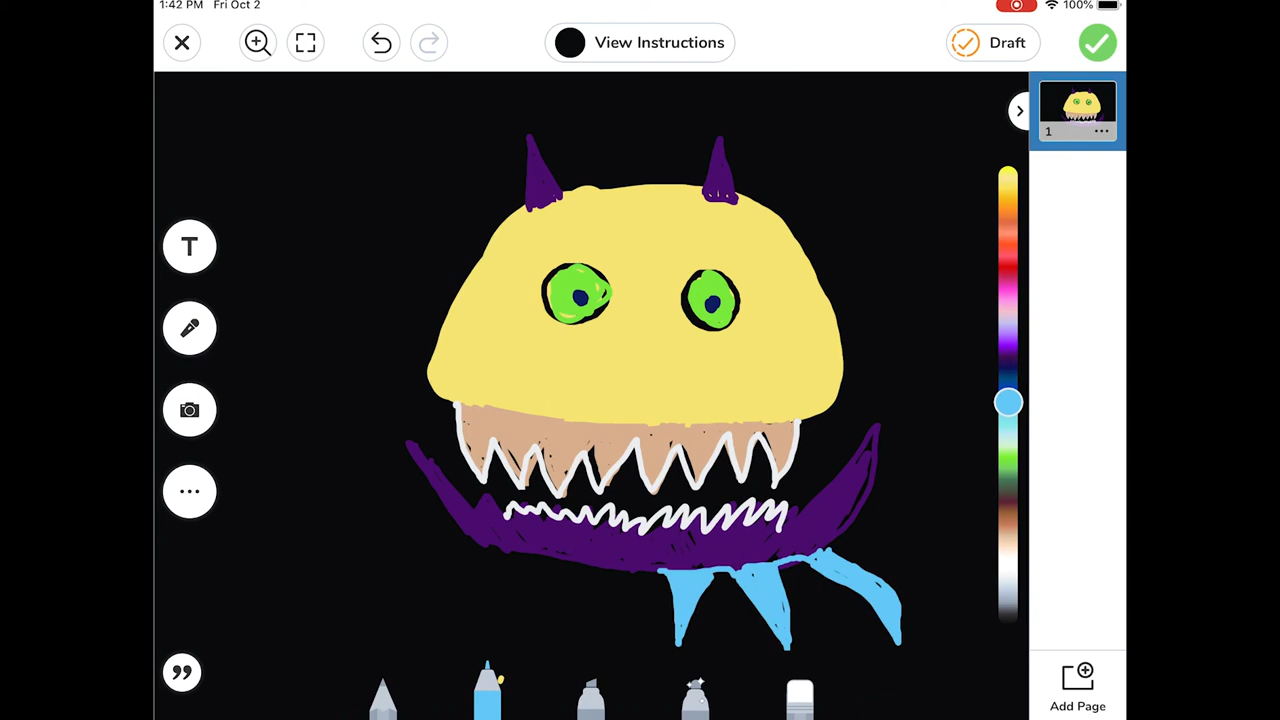 1:42 PM Fri Oct 2
100%
View Instructions
Draft
T
1
Add Page